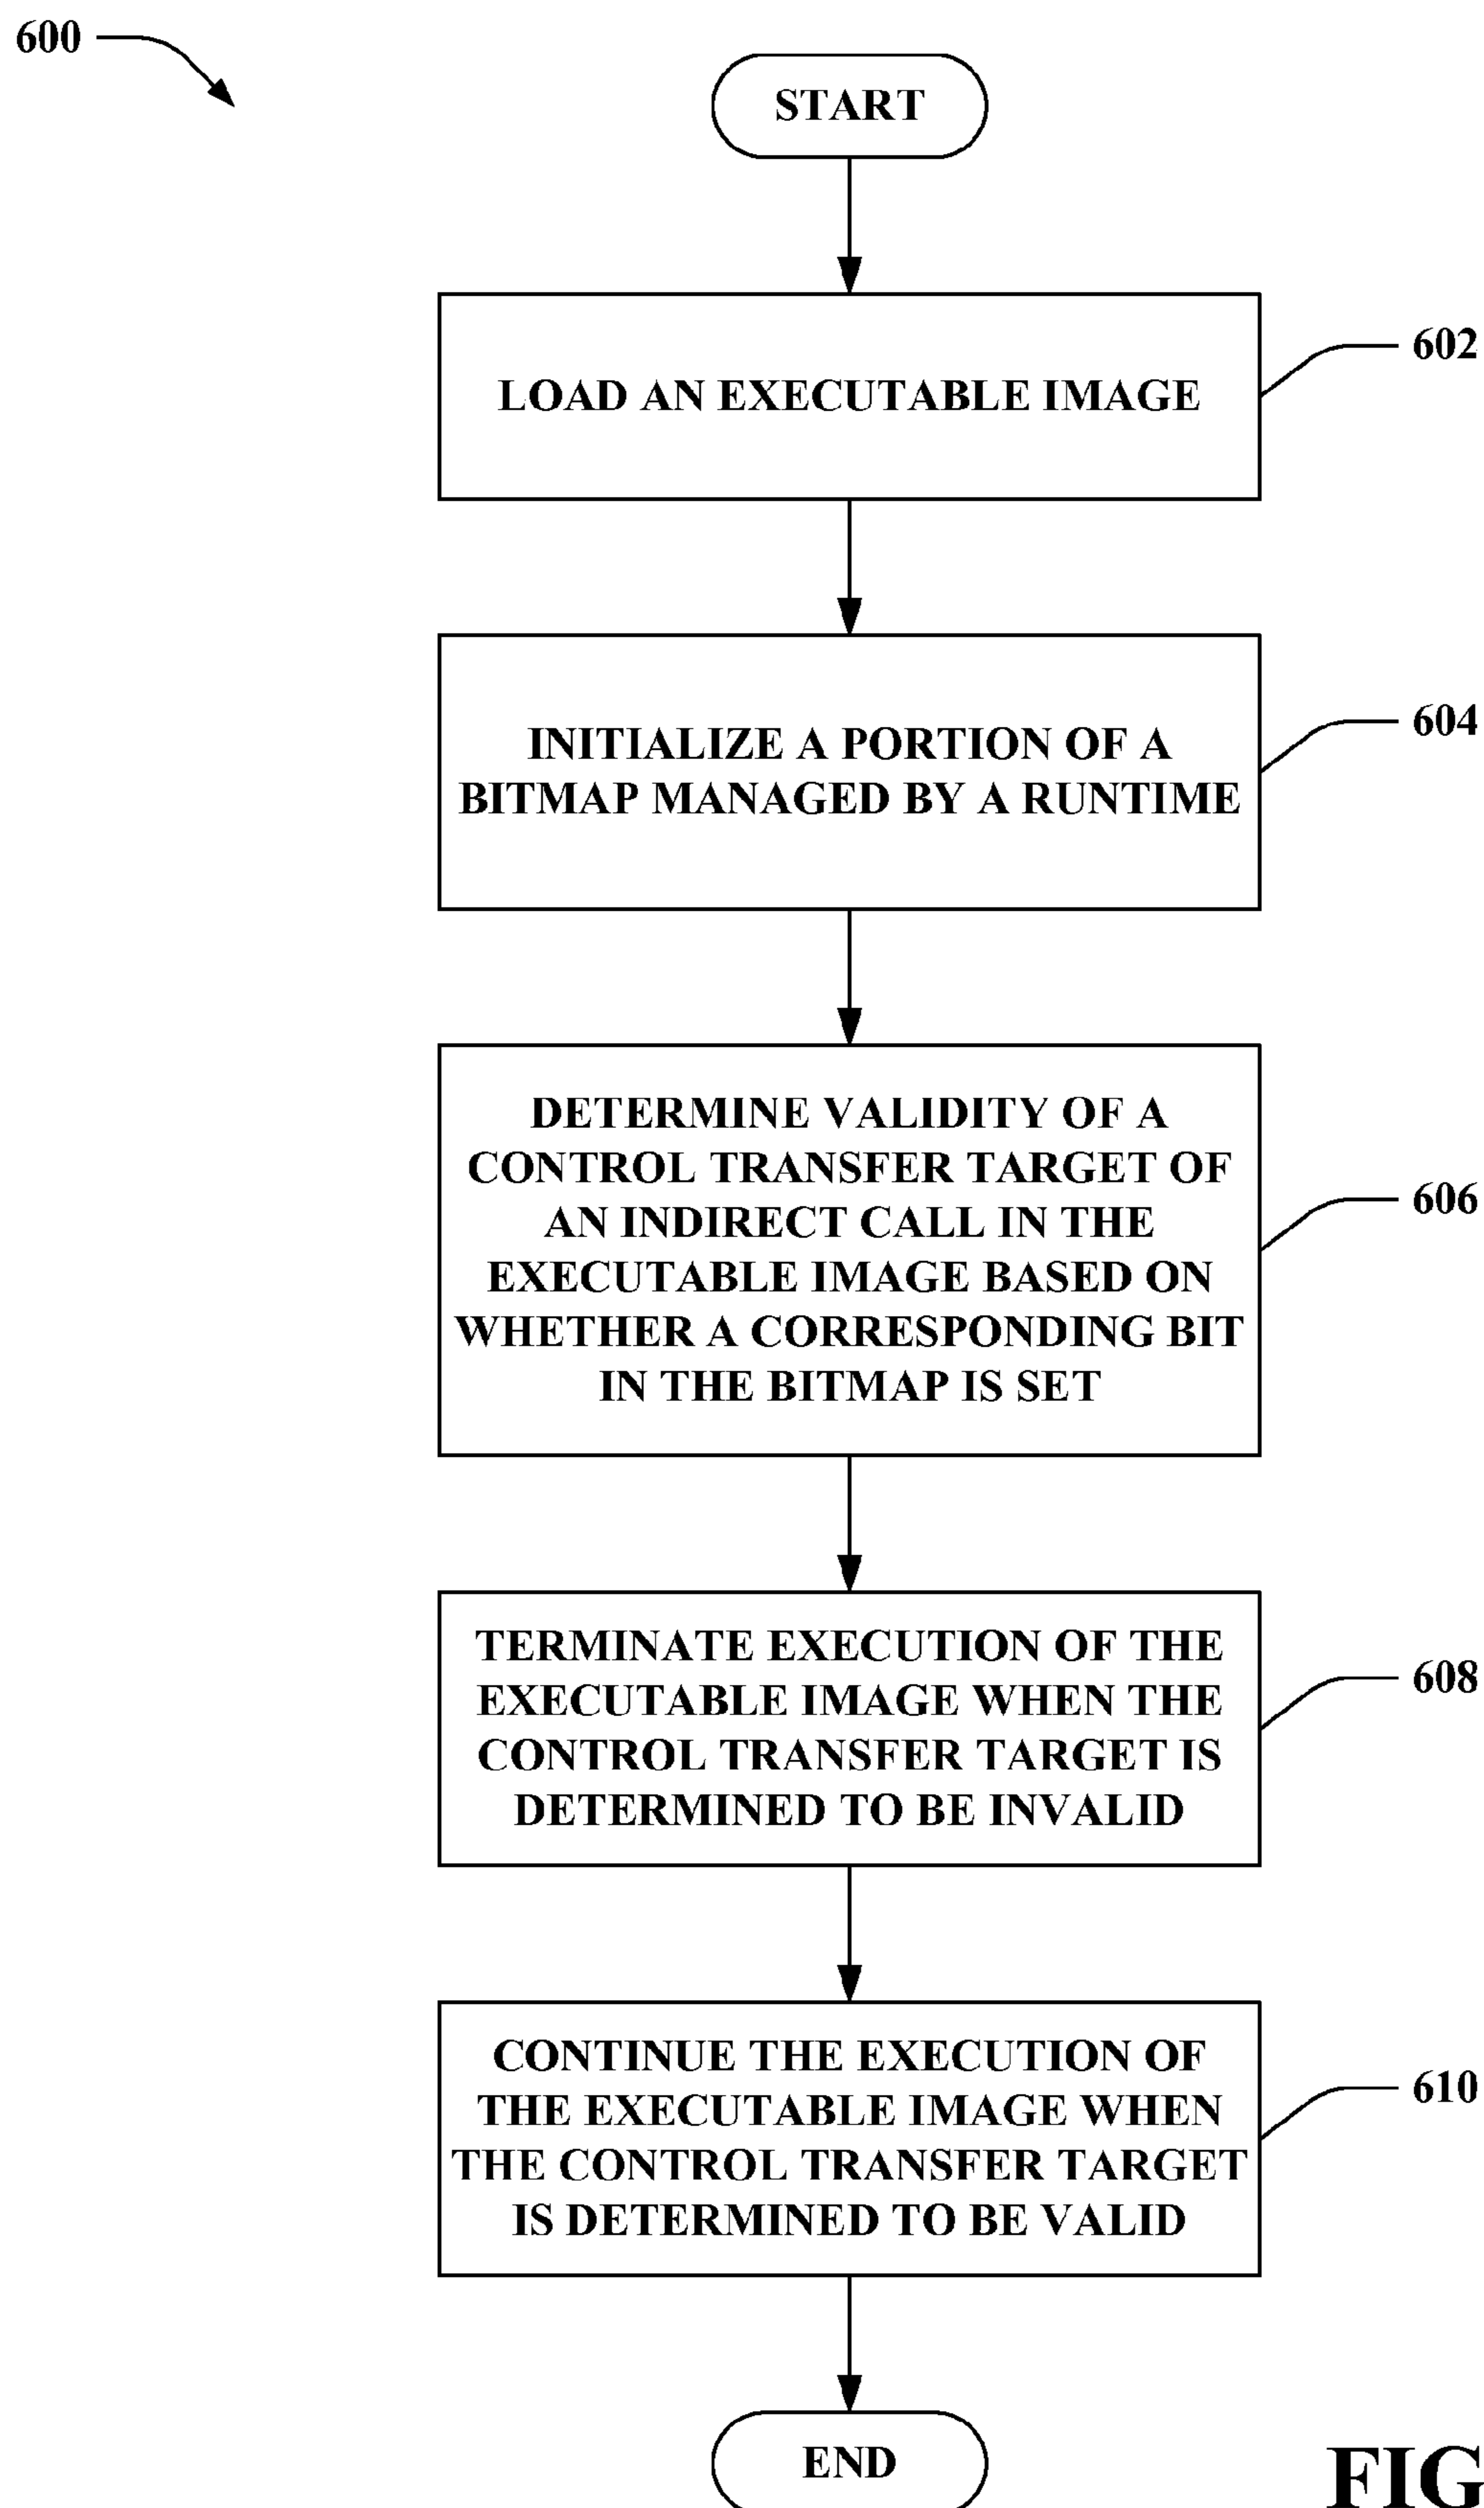 600
START
LOAD AN EXECUTABLE IMAGE
602
INITIALIZE A PORTION OF A
BITMAP MANAGED BY A RUNTIME
604
DETERMINE VALIDITY OF A
CONTROL TRANSFER TARGET OF
AN INDIRECT CALL IN THE
EXECUTABLE IMAGE BASED ON
WHETHER A CORRESPONDING BIT
IN THE BITMAP IS SET
606
TERMINATE EXECUTION OF THE
EXECUTABLE IMAGE WHEN THE
CONTROL TRANSFER TARGET IS
DETERMINED TO BE INVALID
608
CONTINUE THE EXECUTION OF
THE EXECUTABLE IMAGE WHEN
THE CONTROL TRANSFER TARGET
IS DETERMINED TO BE VALID
610
END
FIG